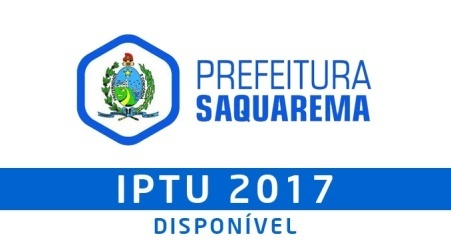 PREFEITURA
SAQUAREMA
IPTU 2017
DISPONÍVEL